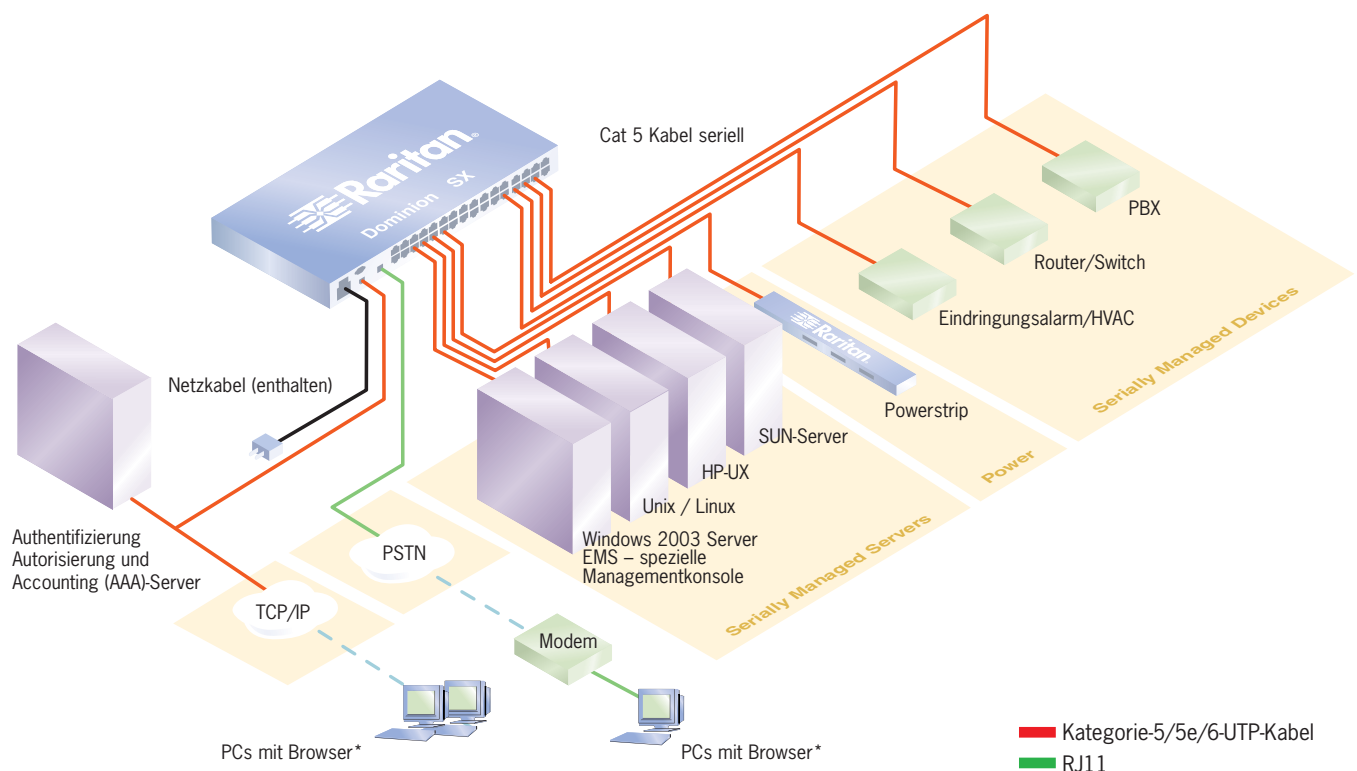 Raritan®
Dominion SX
Cat 5 Kabel seriell
PBX
Router/Switch
Eindringungsalarm/HVAC
Serially Managed Devices
Raritan
Powerstrip
Power
SUN-Server
HP-UX
Unix / Linux
Windows 2003 Server
EMS – spezielle
Managementkonsole
Serially Managed Servers
Netzkabel (enthalten)
Authentifizierung
Autorisierung und
Accounting (AAA)-Server
PSTN
TCP/IP
Modem
PCs mit Browser*
PCs mit Browser*
Kategorie-5/5e/6-UTP-Kabel
RJ11